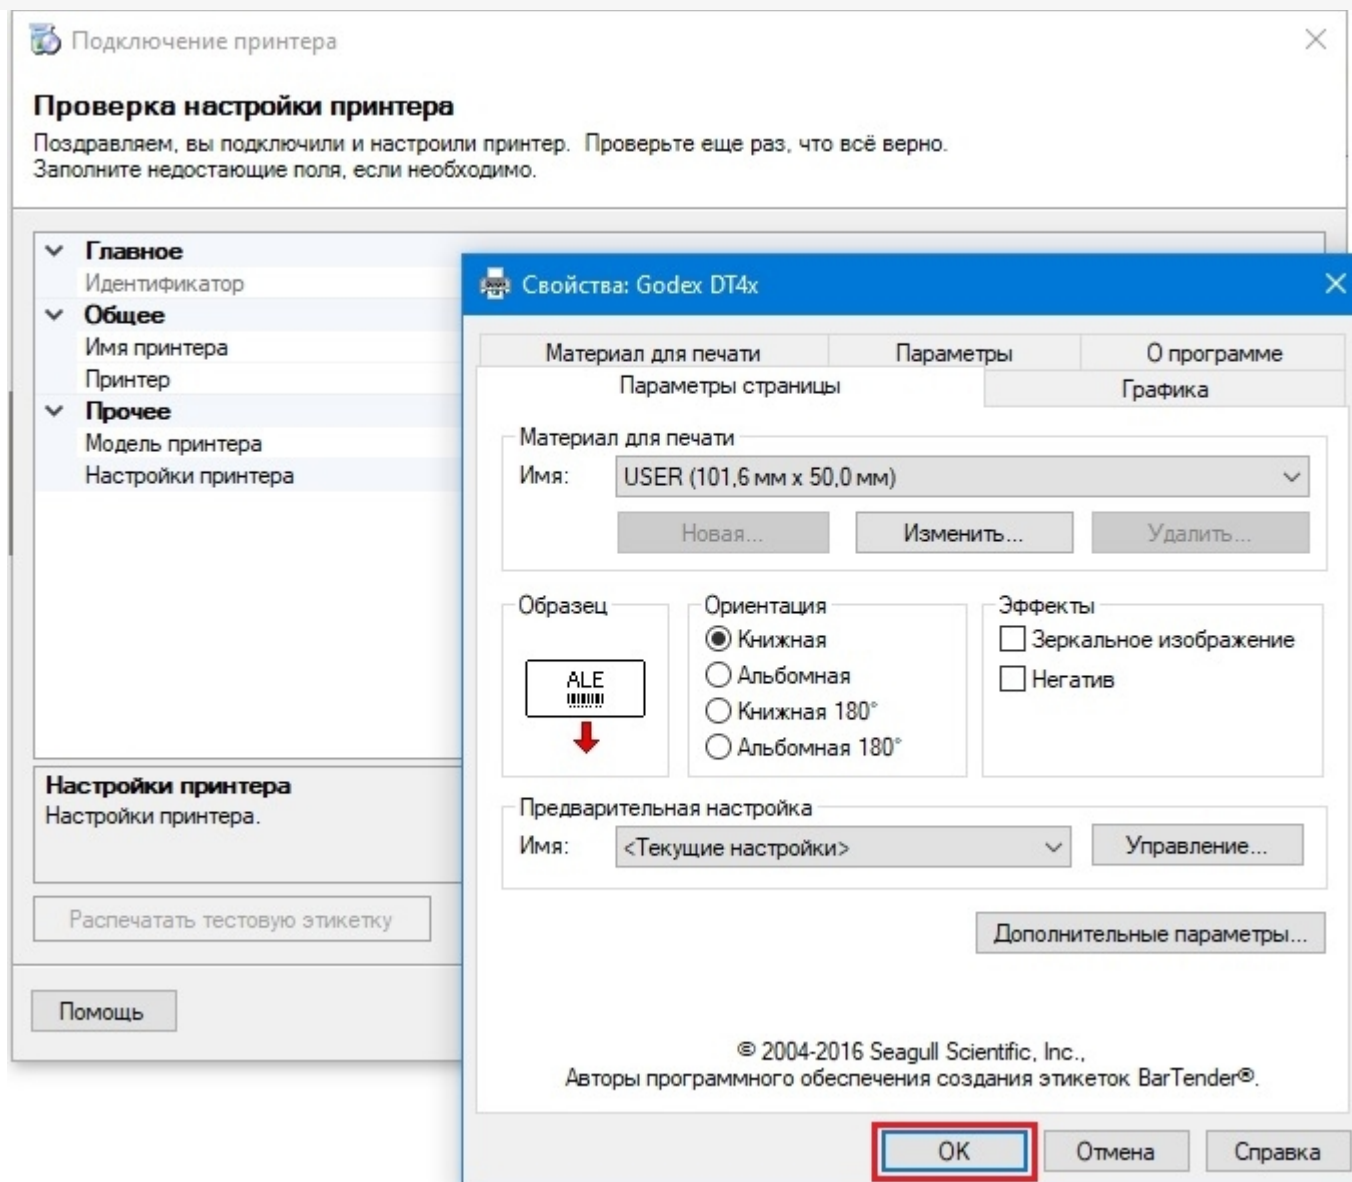 Подключение принтера
Проверка настройки принтера
Поздравляем, вы подключили и настроили принтер. Проверьте еще раз, что всё верно.
Заполните недостающие поля, если необходимо.
Главное
Идентификатор
Общее
Имя принтера
Принтер
Прочее
Модель принтера
Настройки принтера
Настройки принтера
Настройки принтера.
Распечатать тестовую этикетку
Помощь
Свойства: Godex DT4x
Материал для печати
Параметры
О программе
Параметры страницы
Графика
Материал для печати
Имя:
USER (101,6 мм x 50,0 мм)
Новая...
Изменить...
Удалить...
Образец
ALE
Ориентация
Книжная
Альбомная
Книжная 180°
Альбомная 180°
Эффекты
Зеркальное изображение
Негатив
Предварительная настройка
Имя:
<Текущие настройки>
Управление...
Дополнительные параметры...
© 2004-2016 Seagull Scientific, Inc.,
Авторы программного обеспечения создания этикеток BarTender®.
OK
Отмена
Справка